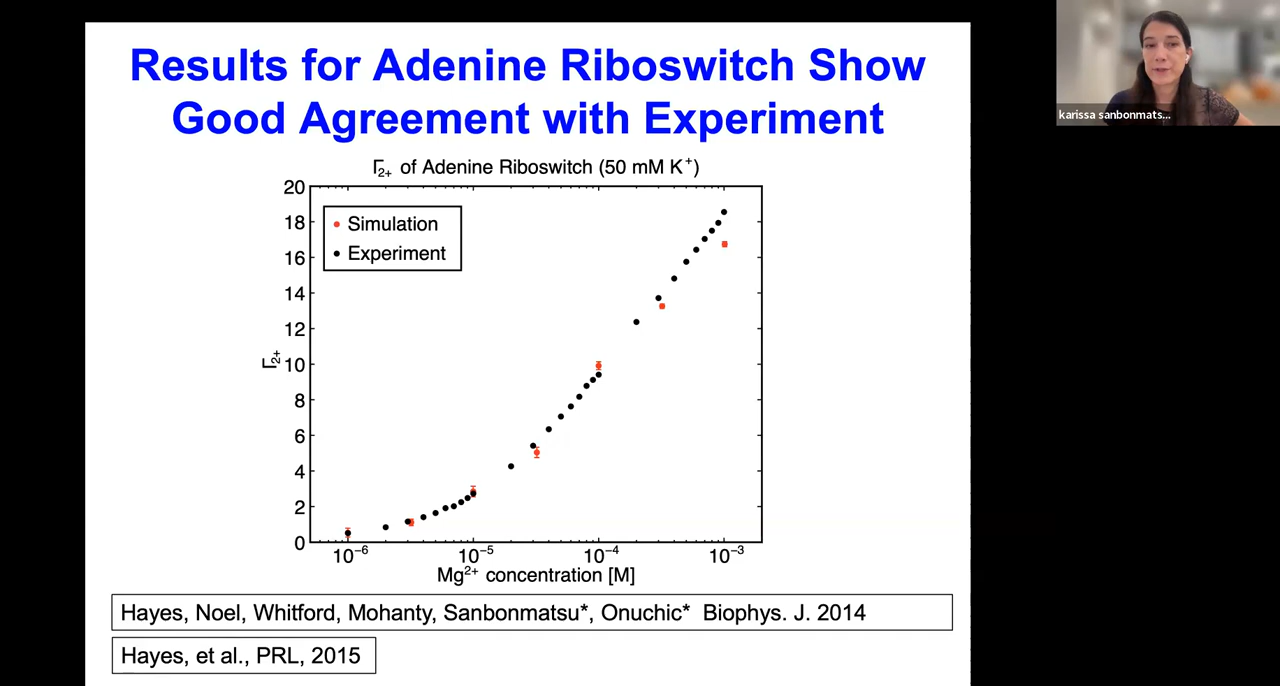 Results for Adenine Riboswitch Show
Good Agreement with Experiment
Γ2+ of Adenine Riboswitch (50 mM K+)
Simulation
Experiment
20
18
16
14
12
10
8
6
4
2
0
Γ2+
10−6
10−5
10−4
10−3
Mg2+ concentration [M]
Hayes, Noel, Whitford, Mohanty, Sanbonmatsu*, Onuchic* Biophys. J. 2014
Hayes, et al., PRL, 2015
karissa sanbonmats...